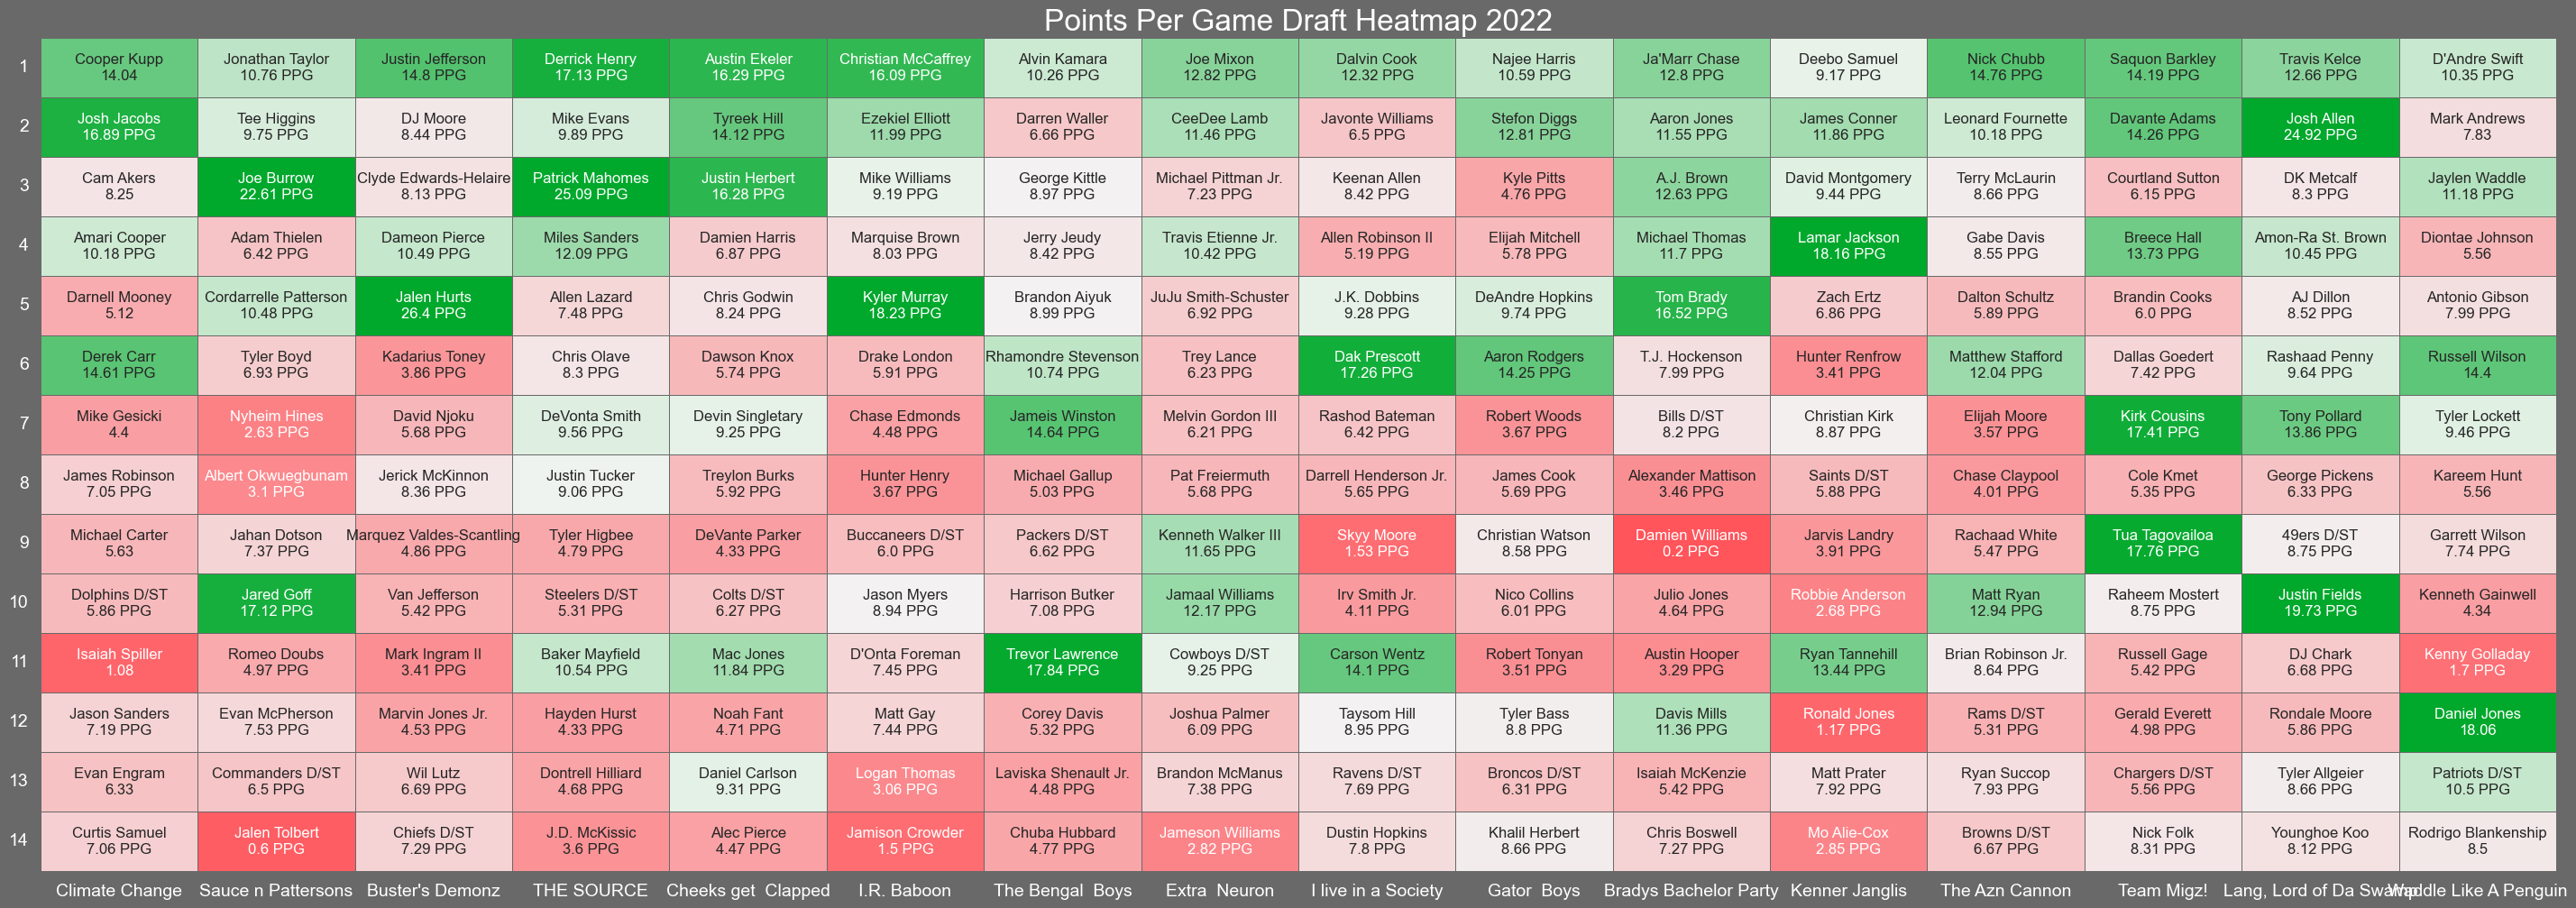 Points Per Game Draft Heatmap 2022
1
Cooper Kupp
14.04
Jonathan Taylor
10.76 PPG
Justin Jefferson
14.8 PPG
Derrick Henry
17.13 PPG
Austin Ekeler
16.29 PPG
Christian McCaffrey
16.09 PPG
Alvin Kamara
10.26 PPG
Joe Mixon
12.82 PPG
Dalvin Cook
12.32 PPG
Najee Harris
10.59 PPG
Ja'Marr Chase
12.8 PPG
Deebo Samuel
9.17 PPG
Nick Chubb
14.76 PPG
Saquon Barkley
14.19 PPG
Travis Kelce
12.66 PPG
D'Andre Swift
10.35 PPG
2
Josh Jacobs
16.89 PPG
Tee Higgins
9.75 PPG
DJ Moore
8.44 PPG
Mike Evans
9.89 PPG
Tyreek Hill
14.12 PPG
Ezekiel Elliott
11.99 PPG
Darren Waller
6.66 PPG
CeeDee Lamb
11.46 PPG
Javonte Williams
6.5 PPG
Stefon Diggs
12.81 PPG
Aaron Jones
11.55 PPG
James Conner
11.86 PPG
Leonard Fournette
10.18 PPG
Davante Adams
14.26 PPG
Josh Allen
24.92 PPG
Mark Andrews
7.83
3
Cam Akers
8.25
Joe Burrow
22.61 PPG
Clyde Edwards-Helaire
8.13 PPG
Patrick Mahomes
25.09 PPG
Justin Herbert
16.28 PPG
Mike Williams
9.19 PPG
George Kittle
8.97 PPG
Michael Pittman Jr.
7.23 PPG
Keenan Allen
8.42 PPG
Kyle Pitts
4.76 PPG
A.J. Brown
12.63 PPG
David Montgomery
9.44 PPG
Terry McLaurin
8.66 PPG
Courtland Sutton
6.15 PPG
DK Metcalf
8.3 PPG
Jaylen Waddle
11.18 PPG
4
Amari Cooper
10.18 PPG
Adam Thielen
6.42 PPG
Dameon Pierce
10.49 PPG
Miles Sanders
12.09 PPG
Damien Harris
6.87 PPG
Marquise Brown
8.03 PPG
Jerry Jeudy
8.42 PPG
Travis Etienne Jr.
10.42 PPG
Allen Robinson II
5.19 PPG
Elijah Mitchell
5.78 PPG
Michael Thomas
11.7 PPG
Lamar Jackson
18.16 PPG
Gabe Davis
8.55 PPG
Breece Hall
13.73 PPG
Amon-Ra St. Brown
10.45 PPG
Diontae Johnson
5.56
5
Darnell Mooney
5.12
Cordarrelle Patterson
10.48 PPG
Jalen Hurts
26.4 PPG
Allen Lazard
7.48 PPG
Chris Godwin
8.24 PPG
Kyler Murray
18.23 PPG
Brandon Aiyuk
8.99 PPG
JuJu Smith-Schuster
6.92 PPG
J.K. Dobbins
9.28 PPG
DeAndre Hopkins
9.74 PPG
Tom Brady
16.52 PPG
Zach Ertz
6.86 PPG
Dalton Schultz
5.89 PPG
Brandin Cooks
6.0 PPG
AJ Dillon
8.52 PPG
Antonio Gibson
7.99 PPG
6
Derek Carr
14.61 PPG
Tyler Boyd
6.93 PPG
Kadarius Toney
3.86 PPG
Chris Olave
8.3 PPG
Dawson Knox
5.74 PPG
Drake London
5.91 PPG
Rhamondre Stevenson
10.74 PPG
Trey Lance
6.23 PPG
Dak Prescott
17.26 PPG
Aaron Rodgers
14.25 PPG
T.J. Hockenson
7.99 PPG
Hunter Renfrow
3.41 PPG
Matthew Stafford
12.04 PPG
Dallas Goedert
7.42 PPG
Rashaad Penny
9.64 PPG
Russell Wilson
14.4
7
Mike Gesicki
4.4
Nyheim Hines
2.63 PPG
David Njoku
5.68 PPG
DeVonta Smith
9.56 PPG
Devin Singletary
9.25 PPG
Chase Edmonds
4.48 PPG
Jameis Winston
14.64 PPG
Melvin Gordon III
6.21 PPG
Rashod Bateman
6.42 PPG
Robert Woods
3.67 PPG
Bills D/ST
8.2 PPG
Christian Kirk
8.87 PPG
Elijah Moore
3.57 PPG
Kirk Cousins
17.41 PPG
Tony Pollard
13.86 PPG
Tyler Lockett
9.46 PPG
8
James Robinson
7.05 PPG
Albert Okwuegbunam
3.1 PPG
Jerick McKinnon
8.36 PPG
Justin Tucker
9.06 PPG
Treylon Burks
5.92 PPG
Hunter Henry
3.67 PPG
Michael Gallup
5.03 PPG
Pat Freiermuth
5.68 PPG
Darrell Henderson Jr.
5.65 PPG
James Cook
5.69 PPG
Alexander Mattison
3.46 PPG
Saints D/ST
5.88 PPG
Chase Claypool
4.01 PPG
Cole Kmet
5.35 PPG
George Pickens
6.33 PPG
Kareem Hunt
5.56
9
Michael Carter
5.63
Jahan Dotson
7.37 PPG
Marquez Valdes-Scantling
4.86 PPG
Tyler Higbee
4.79 PPG
DeVante Parker
4.33 PPG
Buccaneers D/ST
6.0 PPG
Packers D/ST
6.62 PPG
Kenneth Walker III
11.65 PPG
Skyy Moore
1.53 PPG
Christian Watson
8.58 PPG
Damien Williams
0.2 PPG
Jarvis Landry
3.91 PPG
Rachaad White
5.47 PPG
Tua Tagovailoa
17.76 PPG
49ers D/ST
8.75 PPG
Garrett Wilson
7.74 PPG
10
Dolphins D/ST
5.86 PPG
Jared Goff
17.12 PPG
Van Jefferson
5.42 PPG
Steelers D/ST
5.31 PPG
Colts D/ST
6.27 PPG
Jason Myers
8.94 PPG
Harrison Butker
7.08 PPG
Jamaal Williams
12.17 PPG
Irv Smith Jr.
4.11 PPG
Nico Collins
6.01 PPG
Julio Jones
4.64 PPG
Robbie Anderson
2.68 PPG
Matt Ryan
12.94 PPG
Raheem Mostert
8.75 PPG
Justin Fields
19.73 PPG
Kenneth Gainwell
4.34
11
Isaiah Spiller
1.08
Romeo Doubs
4.97 PPG
Mark Ingram II
3.41 PPG
Baker Mayfield
10.54 PPG
Mac Jones
11.84 PPG
D'Onta Foreman
7.45 PPG
Trevor Lawrence
17.84 PPG
Cowboys D/ST
9.25 PPG
Carson Wentz
14.1 PPG
Robert Tonyan
3.51 PPG
Austin Hooper
3.29 PPG
Ryan Tannehill
13.44 PPG
Brian Robinson Jr.
8.64 PPG
Russell Gage
5.42 PPG
DJ Chark
6.68 PPG
Kenny Golladay
1.7 PPG
12
Jason Sanders
7.19 PPG
Evan McPherson
7.53 PPG
Marvin Jones Jr.
4.53 PPG
Hayden Hurst
4.33 PPG
Noah Fant
4.71 PPG
Matt Gay
7.44 PPG
Corey Davis
5.32 PPG
Joshua Palmer
6.09 PPG
Taysom Hill
8.95 PPG
Tyler Bass
8.8 PPG
Davis Mills
11.36 PPG
Ronald Jones
1.17 PPG
Rams D/ST
5.31 PPG
Gerald Everett
4.98 PPG
Rondale Moore
5.86 PPG
Daniel Jones
18.06
13
Evan Engram
6.33
Commanders D/ST
6.5 PPG
Wil Lutz
6.69 PPG
Dontrell Hilliard
4.68 PPG
Daniel Carlson
9.31 PPG
Logan Thomas
3.06 PPG
Laviska Shenault Jr.
4.48 PPG
Brandon McManus
7.38 PPG
Ravens D/ST
7.69 PPG
Broncos D/ST
6.31 PPG
Isaiah McKenzie
5.42 PPG
Matt Prater
7.92 PPG
Ryan Succop
7.93 PPG
Chargers D/ST
5.56 PPG
Tyler Allgeier
8.66 PPG
Patriots D/ST
10.5 PPG
14
Curtis Samuel
7.06 PPG
Jalen Tolbert
0.6 PPG
Chiefs D/ST
7.29 PPG
J.D. McKissic
3.6 PPG
Alec Pierce
4.47 PPG
Jamison Crowder
1.5 PPG
Chuba Hubbard
4.77 PPG
Jameson Williams
2.82 PPG
Dustin Hopkins
7.8 PPG
Khalil Herbert
8.66 PPG
Chris Boswell
7.27 PPG
Mo Alie-Cox
2.85 PPG
Browns D/ST
6.67 PPG
Nick Folk
8.31 PPG
Younghoe Koo
8.12 PPG
Rodrigo Blankenship
8.5
Climate Change
Sauce n Pattersons
Buster's Demonz
THE SOURCE
Cheeks get  Clapped
I.R. Baboon
The Bengal  Boys
Extra  Neuron
I live in a Society
Gator  Boys
Bradys Bachelor Party
Kenner Janglis
The Azn Cannon
Team Migz!
Lang, Lord of Da Swamp
Waddle Like A Penguin